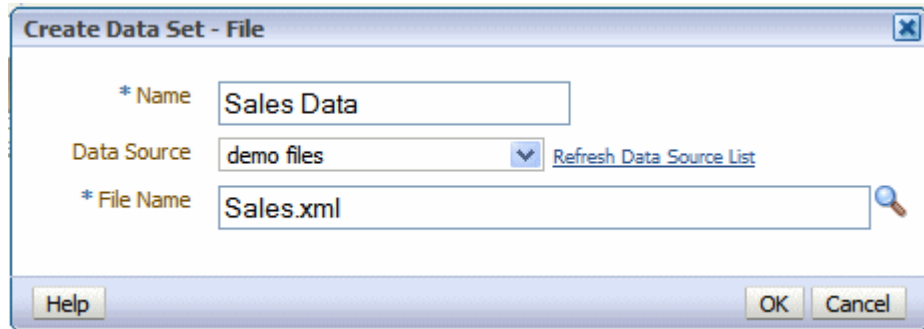 Create Data Set - File
* Name Sales Data
Data Source demo files Refresh Data Source List
* File Name Sales.xml
Help OK Cancel